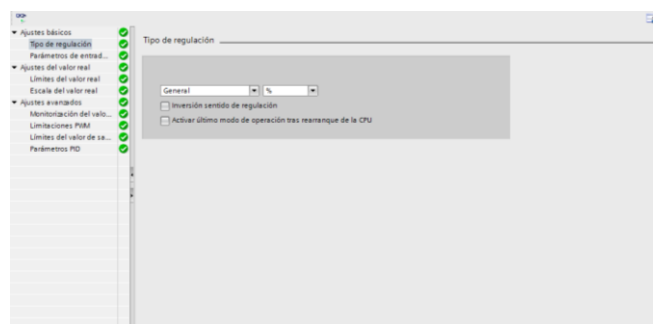 Ajustes básicos
Tipo de regulación
Parámetros de entrad...
Ajustes del valor real
Límites del valor real
Escala del valor real
Ajustes avanzados
Monitorización del valo...
Limitaciones PWM
Límites del valor de sa...
Parámetros PID
Tipo de regulación
General %
Inversión sentido de regulación
Activar último modo de operación tras rearranque de la CPU